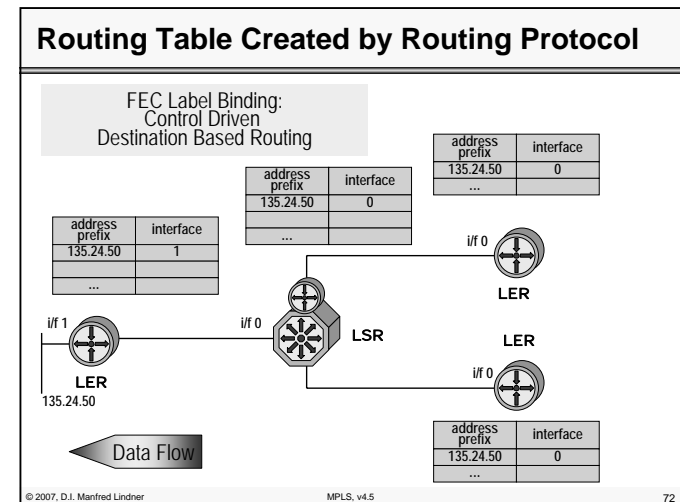 Routing Table Created by Routing Protocol
FEC Label Binding:
Control Driven
Destination Based Routing
address prefix interface
135.24.50 0
...
address prefix interface
135.24.50 0
...
address prefix interface
135.24.50 1
...
i/f 0
LER
i/f 1
i/f 0
LSR
LER
LER
i/f 0
135.24.50
address prefix interface
135.24.50 0
...
Data Flow
© 2007, D.I. Manfred Lindner
MPLS, v4.5
72